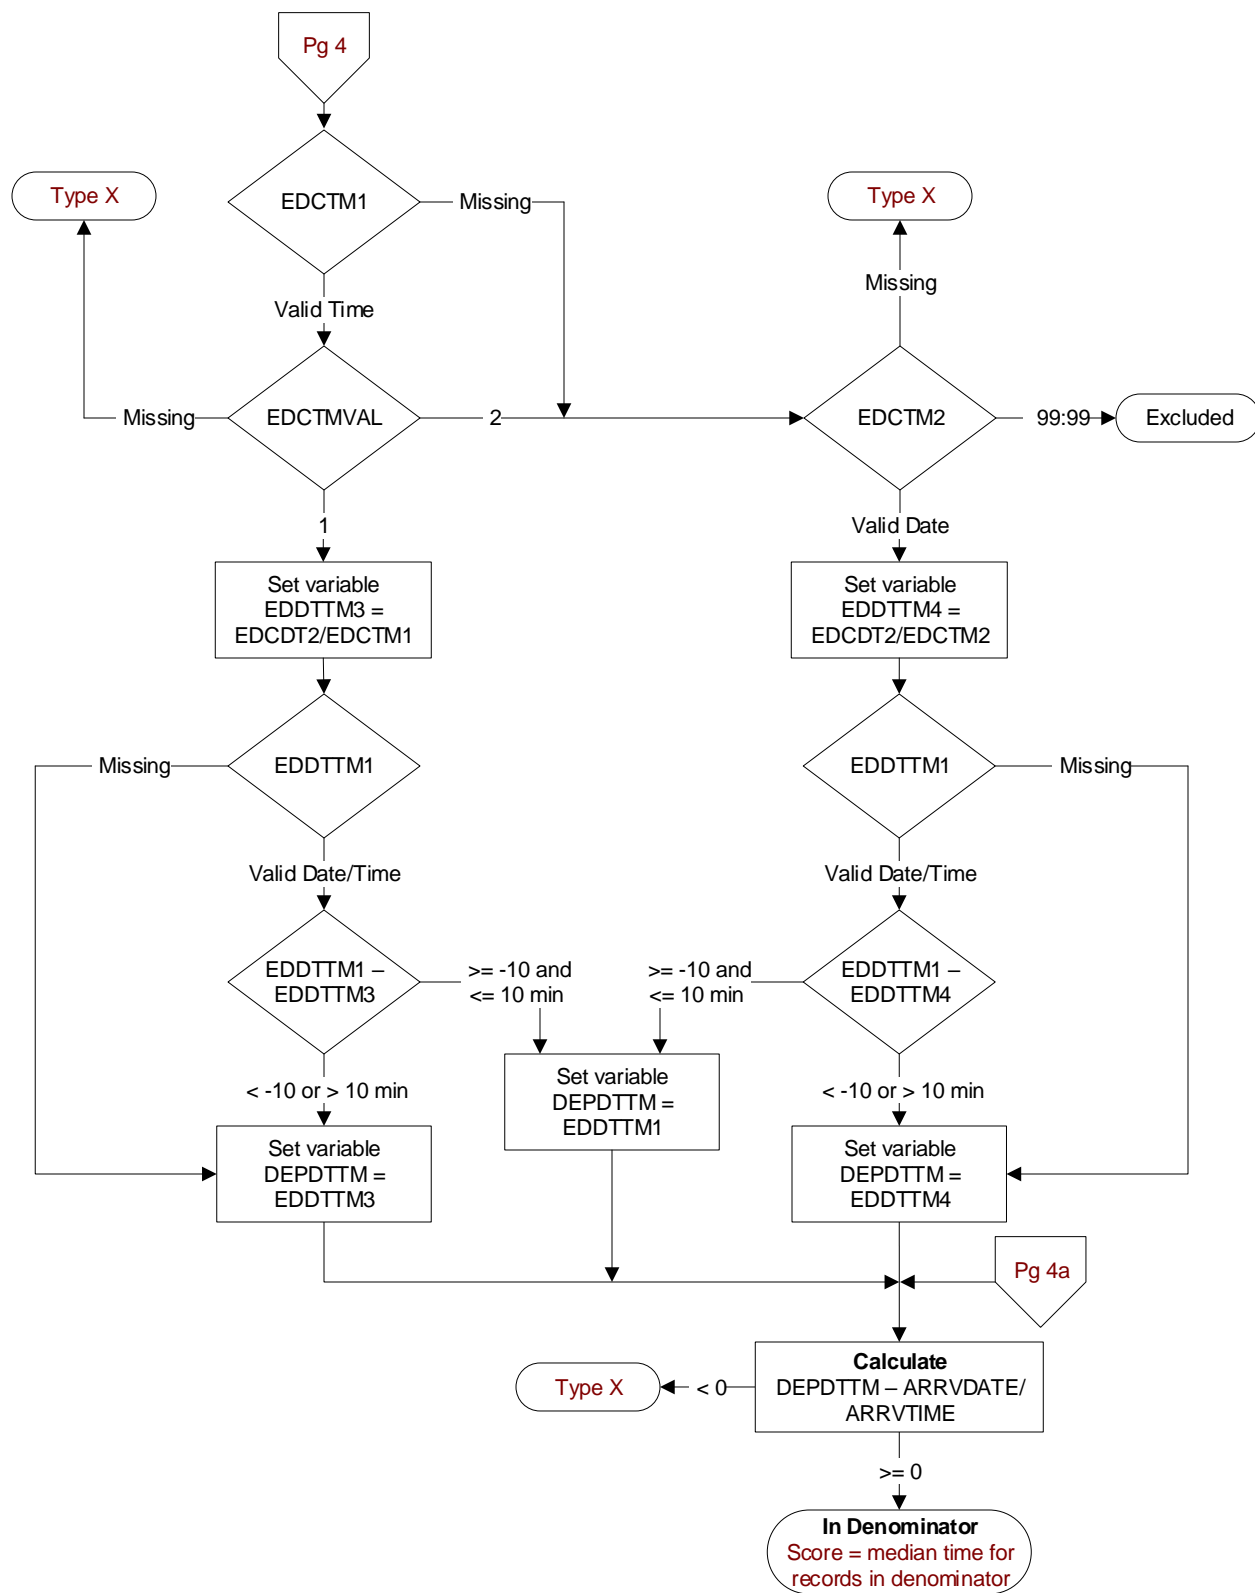 Pg 4
Type X
EDCTM1
Missing
Type X
Missing
Valid Time
Missing
EDCTMVAL
2
EDCTM2
99:99
Excluded
1
Valid Date
Set variable
EDDTTM3 =
EDCDT2/EDCTM1
Set variable
EDDTTM4 =
EDCDT2/EDCTM2
Missing
EDDTTM1
EDDTTM1
Missing
Valid Date/Time
Valid Date/Time
EDDTTM1 –
EDDTTM3
>= -10 and
<= 10 min
>= -10 and
<= 10 min
EDDTTM1 –
EDDTTM4
< -10 or > 10 min
Set variable
DEPDTTM =
EDDTTM1
< -10 or > 10 min
Set variable
DEPDTTM =
EDDTTM3
Set variable
DEPDTTM =
EDDTTM4
Pg 4a
Type X
< 0
Calculate
DEPDTTM – ARRVDATE/
ARRVTIME
>= 0
In Denominator
Score = median time for
records in denominator